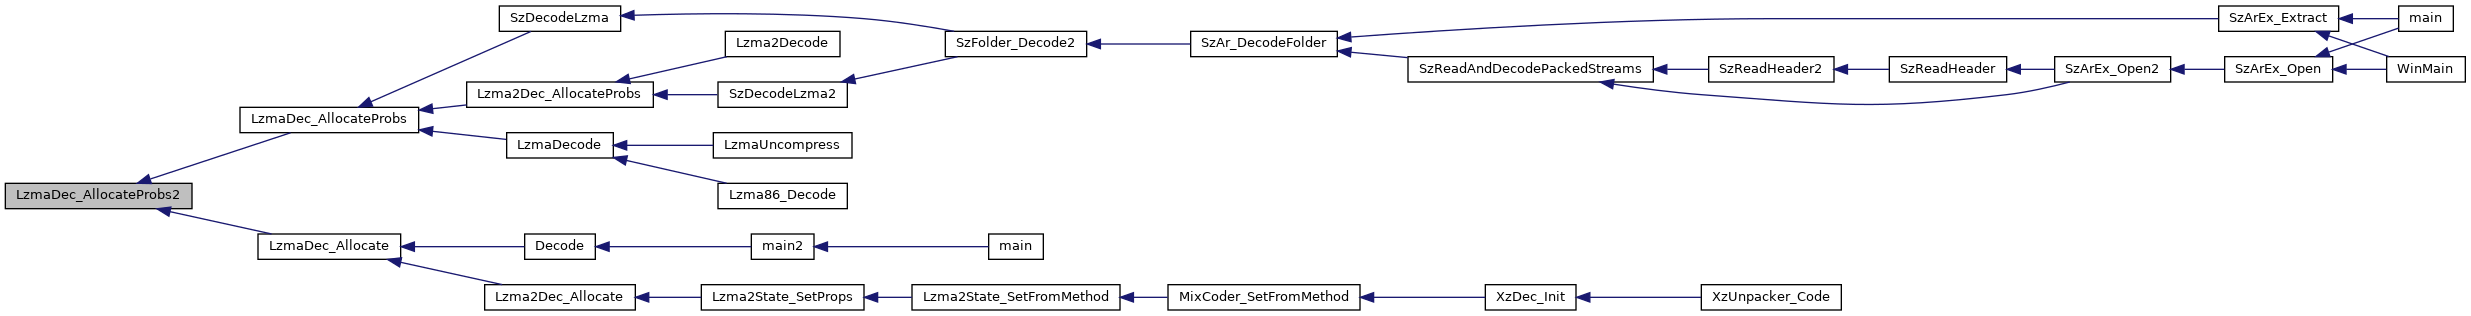 SzDecodeLzma
SzArEx_Extract
main
Lzma2Decode
SzFolder_Decode2
SzAr_DecodeFolder
SzReadAndDecodePackedStreams
SzReadHeader2
SzReadHeader
SzArEx_Open2
SzArEx_Open
WinMain
Lzma2Dec_AllocateProbs
SzDecodeLzma2
LzmaDec_AllocateProbs
LzmaDecode
LzmaUncompress
LzmaDec_AllocateProbs2
Lzma86_Decode
LzmaDec_Allocate
Decode
main2
main
Lzma2Dec_Allocate
Lzma2State_SetProps
Lzma2State_SetFromMethod
MixCoder_SetFromMethod
XzDec_Init
XzUnpacker_Code